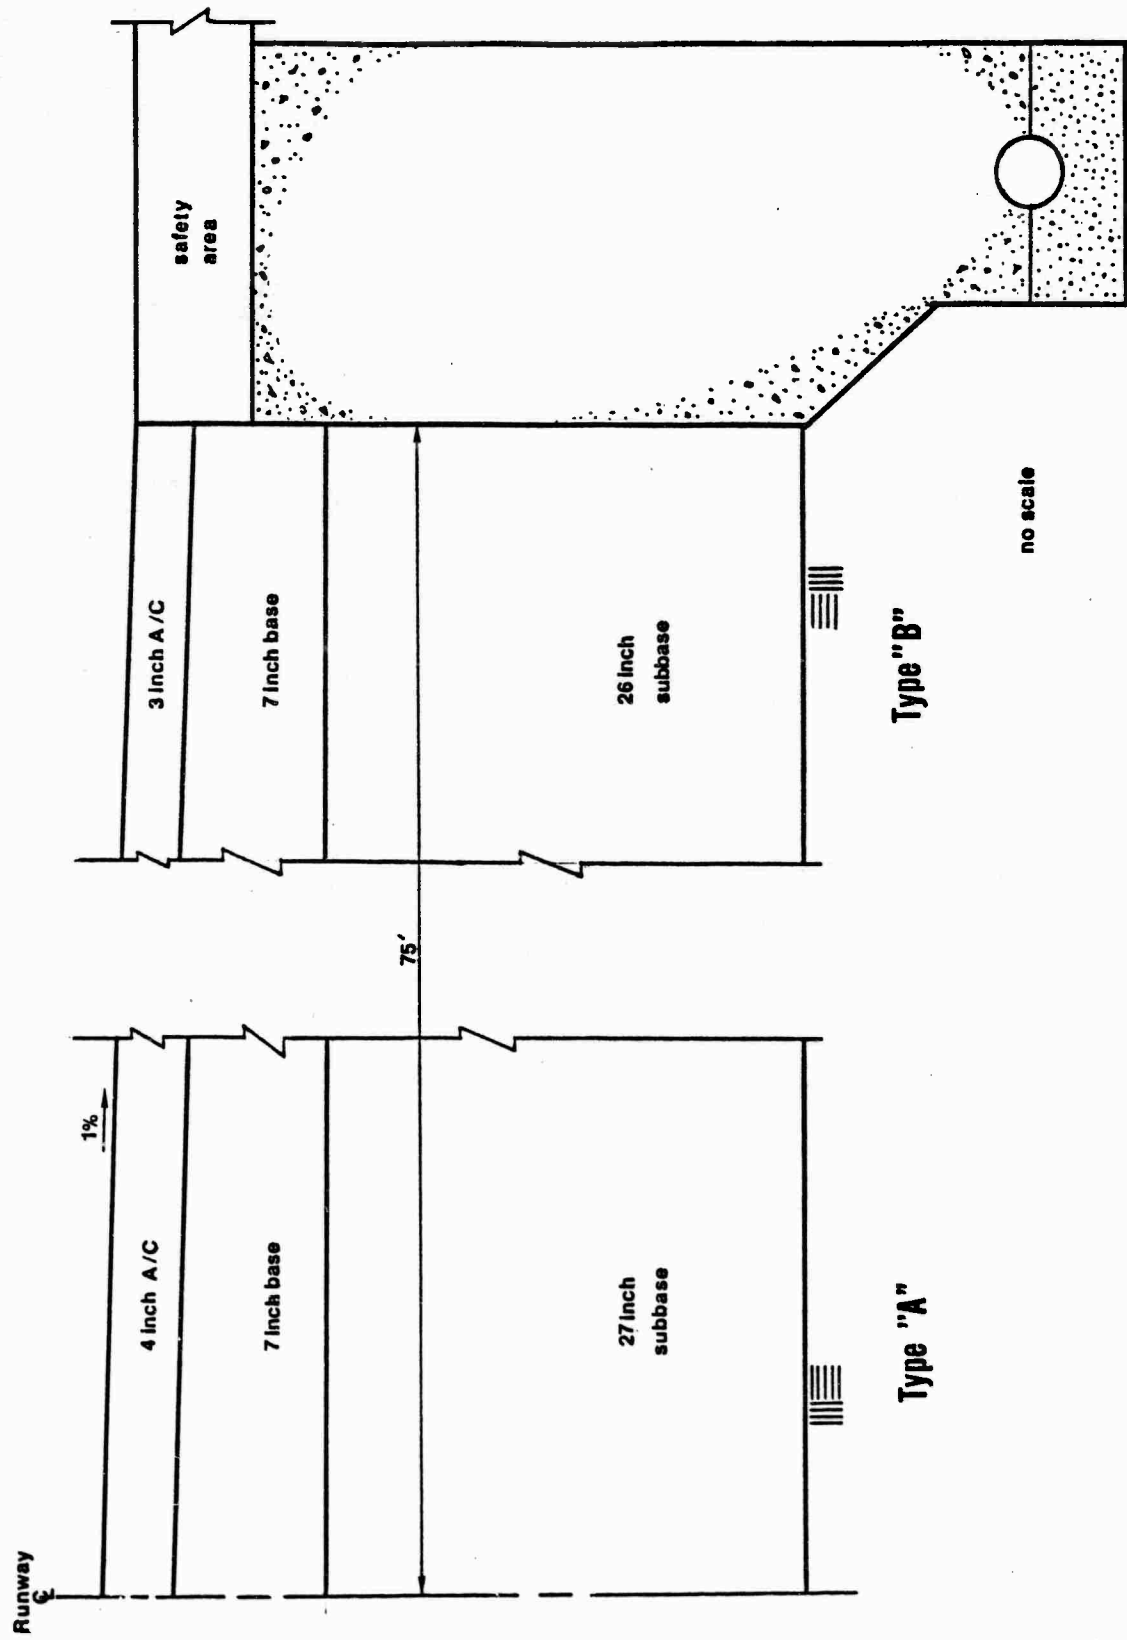 Runway
℄
1%
4 inch A/C
7 inch base
27 inch
subbase
Type "A"
75'
3 inch A/C
7 inch base
26 inch
subbase
Type "B"
safety
area
no scale